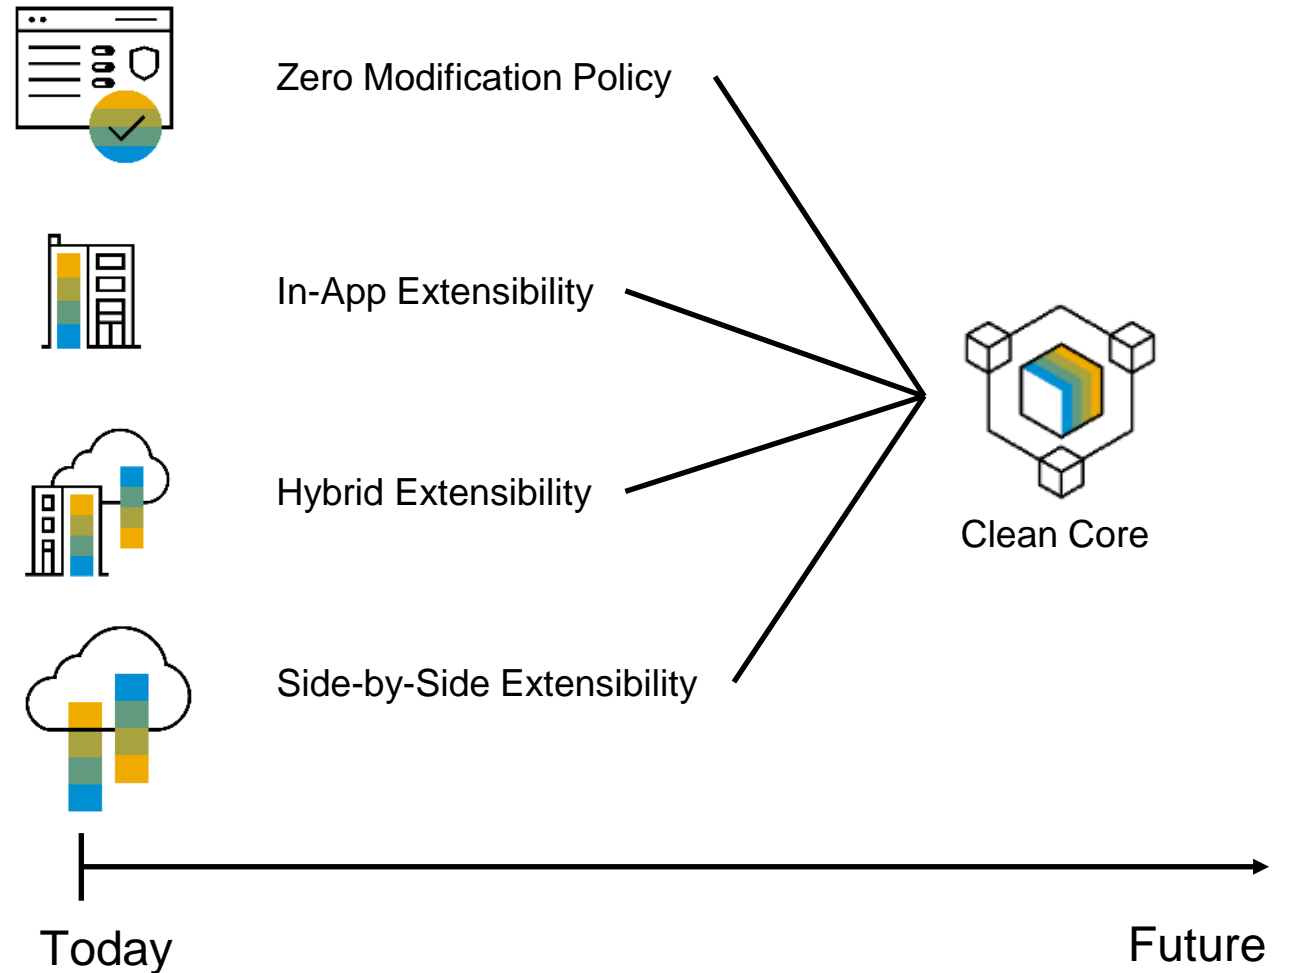 Zero Modification Policy
In-App Extensibility
Hybrid Extensibility
Clean Core
Side-by-Side Extensibility
Today
Future